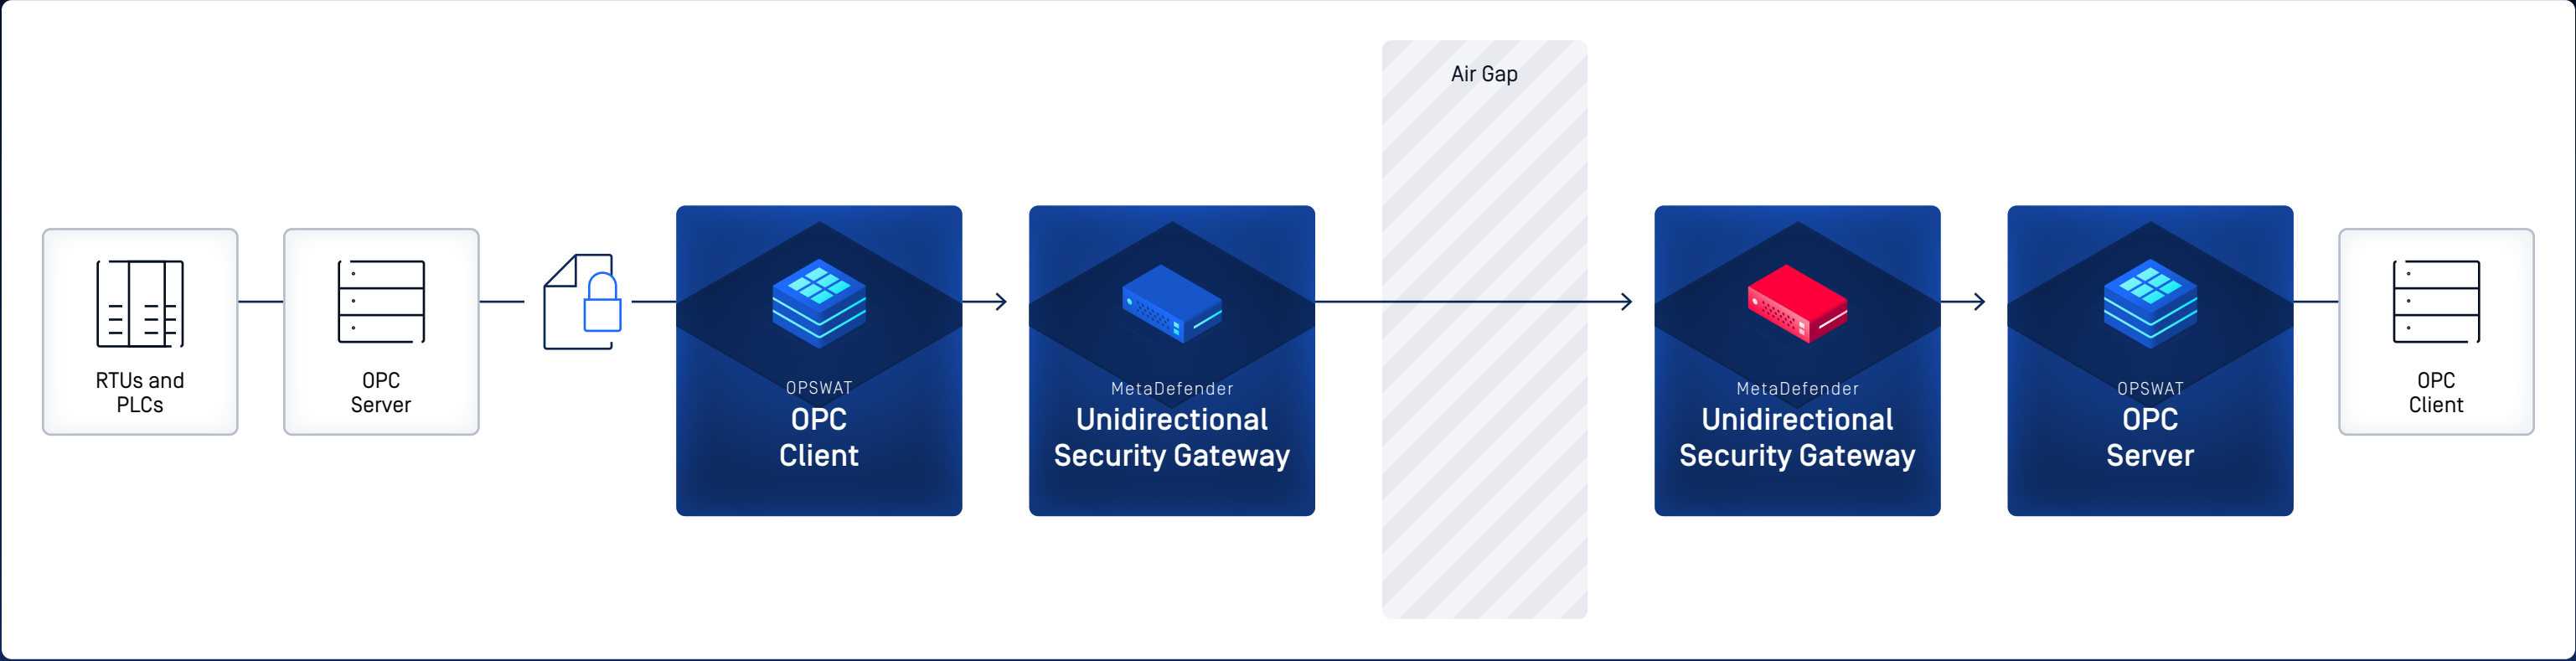 Air Gap
RTUs and
PLCs
OPC
Server
OPSWAT
OPC
Client
MetaDefender
Unidirectional
Security Gateway
MetaDefender
Unidirectional
Security Gateway
OPSWAT
OPC
Server
OPC
Client